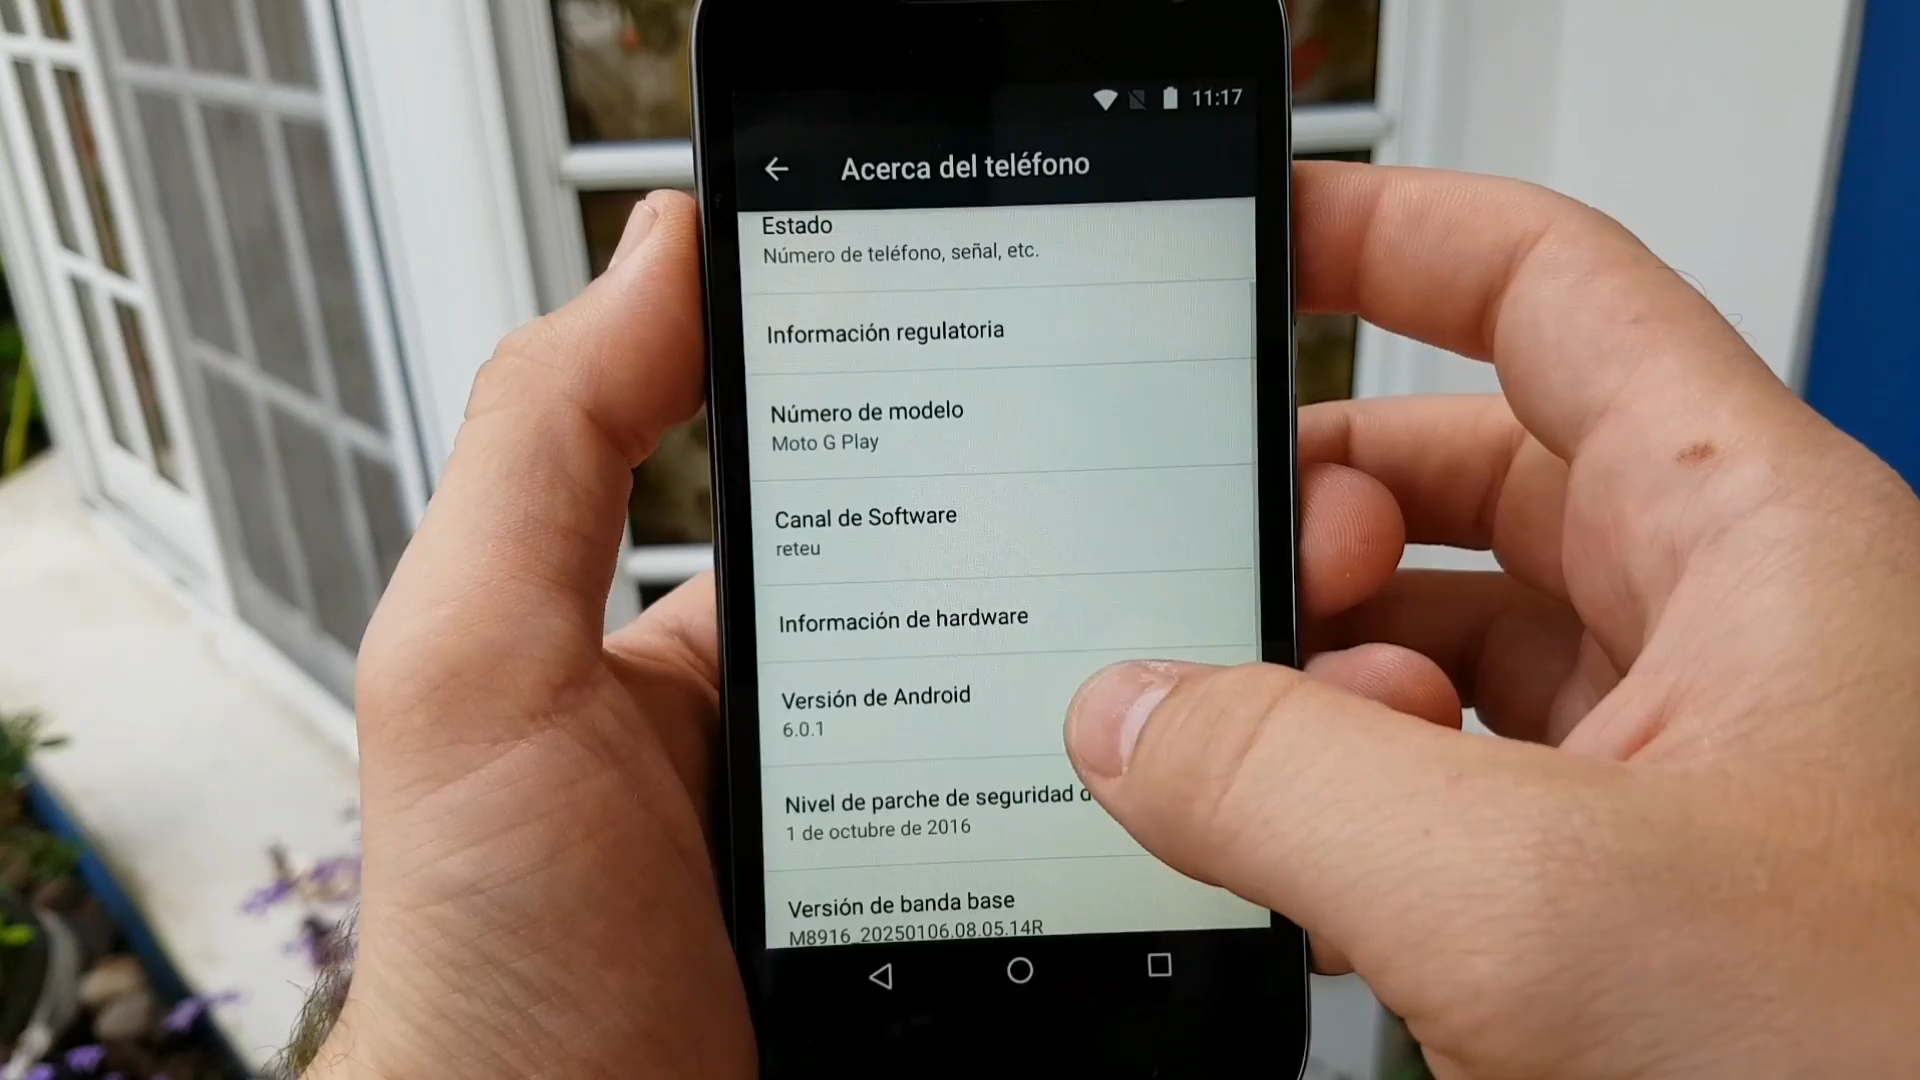 11:17
Acerca del teléfono
Estado
Número de teléfono, señal, etc.
Información regulatoria
Número de modelo
Moto G Play
Canal de Software
reteu
Información de hardware
Versión de Android
6.0.1
Nivel de parche de seguridad
1 de octubre de 2016
Versión de banda base
M8916_20250106.08.05.14R